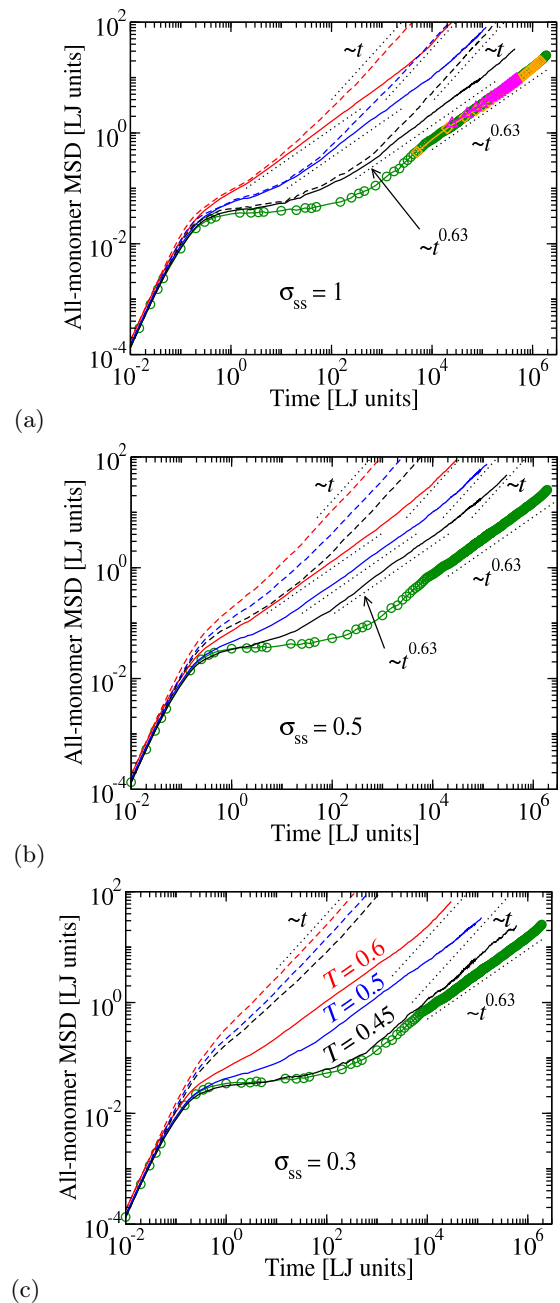 10^2
10^0
10^-2
10^-4
All-monomer MSD [LJ units]
~t
~t
~t^0.63
~t^0.63
σ_ss = 1
10^-2 10^0 10^2 10^4 10^6
Time [LJ units]
(a)
10^2
10^0
10^-2
10^-4
All-monomer MSD [LJ units]
~t
~t
~t^0.63
~t^0.63
σ_ss = 0.5
10^-2 10^0 10^2 10^4 10^6
Time [LJ units]
(b)
10^2
10^0
10^-2
10^-4
All-monomer MSD [LJ units]
~t
~t
T = 0.6
T = 0.5
T = 0.45
~t^0.63
σ_ss = 0.3
10^-2 10^0 10^2 10^4 10^6
Time [LJ units]
(c)